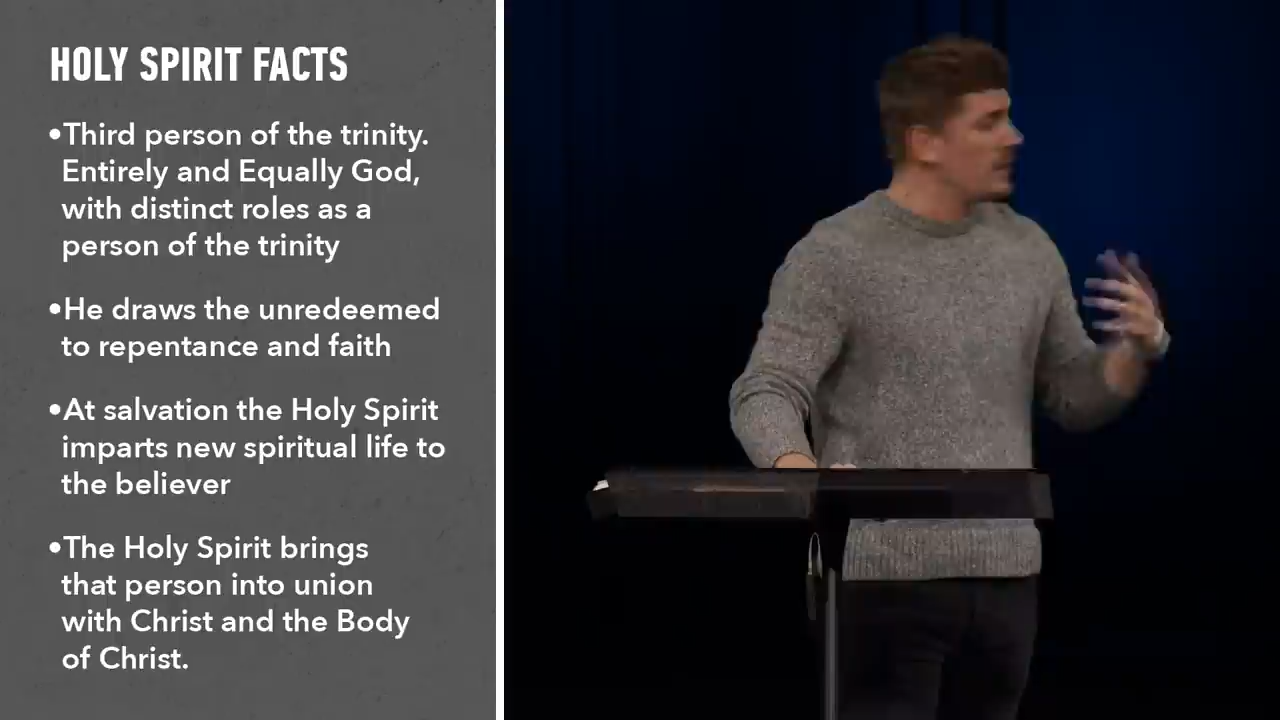 HOLY SPIRIT FACTS
•Third person of the trinity.
Entirely and Equally God,
with distinct roles as a
person of the trinity
•He draws the unredeemed
to repentance and faith
•At salvation the Holy Spirit
imparts new spiritual life to
the believer
•The Holy Spirit brings
that person into union
with Christ and the Body
of Christ.